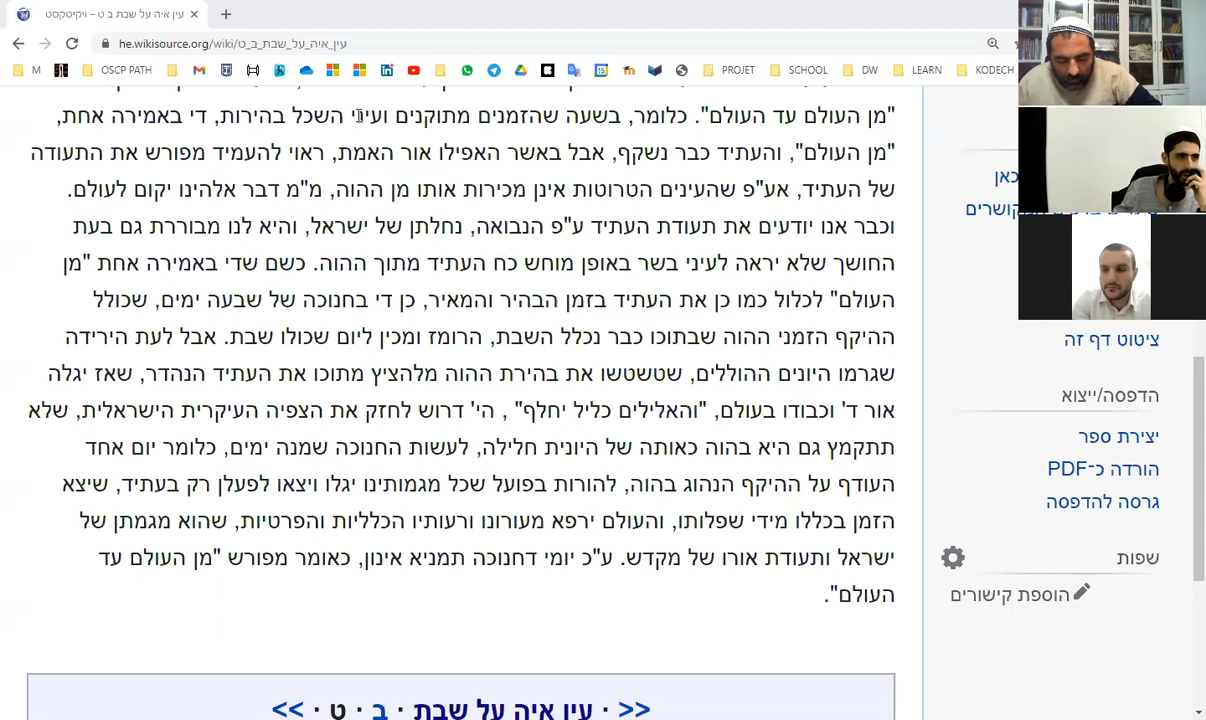 עין איה על שבת ב ט – ויקיטקסט
he.wikisource.org/wiki/עין_איה_על_שבת_ב_ט
M
OSCP PATH
PROJET
SCHOOL
DW
LEARN
KODECH
"מן העולם עד העולם". כלומר, בשעה שהזמנים מתוקנים ועיני השכל בהירות, די באמירה אחת,
"מן העולם", והעתיד כבר נשקף, אבל באשר האפילו אור האמת, ראוי להעמיד מפורש את התעודה
של העתיד, אע"פ שהעינים הטרוטות אינן מכירות אותו מן ההוה, מ"מ דבר אלהינו יקום לעולם.
וכבר אנו יודעים את תעודת העתיד ע"פ הנבואה, נחלתן של ישראל, והיא לנו מבוררת גם בעת
החושך שלא יראה לעיני בשר באופן מוחש כח העתיד מתוך ההוה. כשם שדי באמירה אחת "מן
העולם" לכלול כמו כן את העתיד בזמן הבהיר והמאיר, כן די בחנוכה של שבעה ימים, שכולל
ההיקף הזמני ההוה שבתוכו כבר נכלל השבת, הרומז ומכין ליום שכולו שבת. אבל לעת הירידה
שגרמו היונים ההוללים, שטשטשו את בהירת ההוה מלהציץ מתוכו את העתיד הנהדר, שאז יגלה
אור ד' וכבודו בעולם, "והאלילים כליל יחלף" , הי' דרוש לחזק את הצפיה העיקרית הישראלית, שלא
תתקמץ גם היא בהוה כאותה של היונית חלילה, לעשות החנוכה שמנה ימים, כלומר יום אחד
העודף על ההיקף הנהוג בהוה, להורות בפועל שכל מגמותינו יגלו ויצאו לפעלן רק בעתיד, שיצא
הזמן בכללו מידי שפלותו, והעולם ירפא מעורונו ורעותיו הכלליות והפרטיות, שהוא מגמתן של
ישראל ותעודת אורו של מקדש. ע"כ יומי דחנוכה תמניא אינון, כאומר מפורש "מן העולם עד
העולם".
<< · עין איה על שבת · ב · ט · >>
כאן
ציטוט דף זה
הדפסה/ייצוא
יצירת ספר
הורדה כ־PDF
גרסה להדפסה
שפות
הוספת קישורים